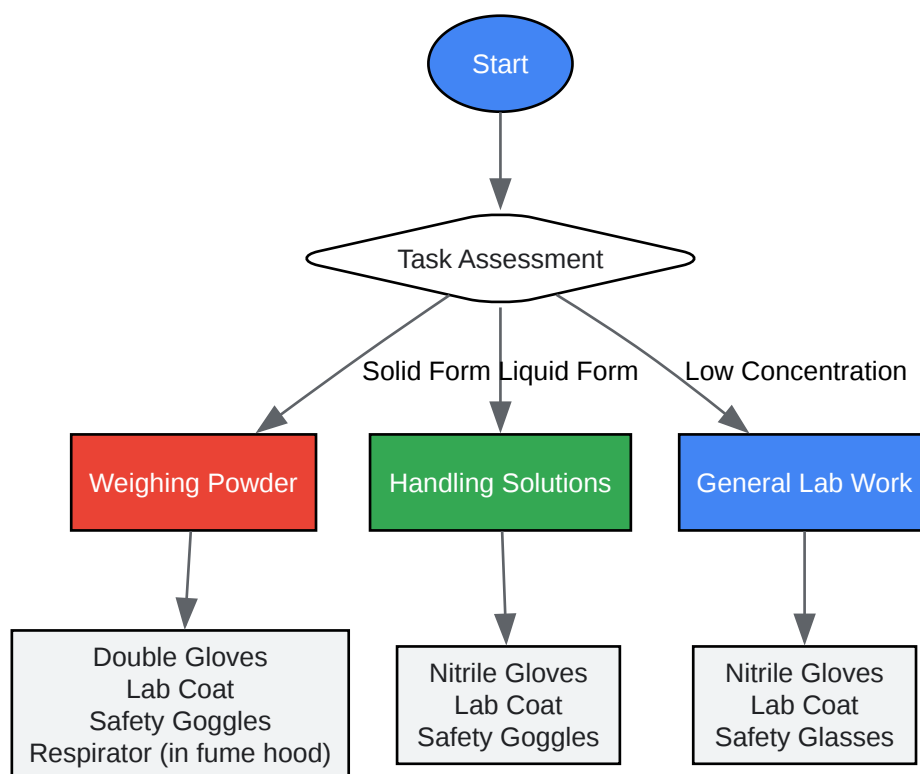 Start
Task Assessment
Solid Form
Liquid Form
Low Concentration
Weighing Powder
Handling Solutions
General Lab Work
Double Gloves
Lab Coat
Safety Goggles
Respirator (in fume hood)
Nitrile Gloves
Lab Coat
Safety Goggles
Nitrile Gloves
Lab Coat
Safety Glasses